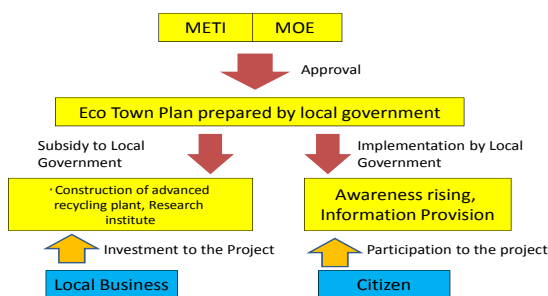 METI MOE
Approval
Eco Town Plan prepared by local government
Subsidy to Local
Government
Implementation by Local
Government
・Construction of advanced
recycling plant, Research
institute
Awareness rising,
Information Provision
Investment to the Project
Participation to the project
Local Business
Citizen